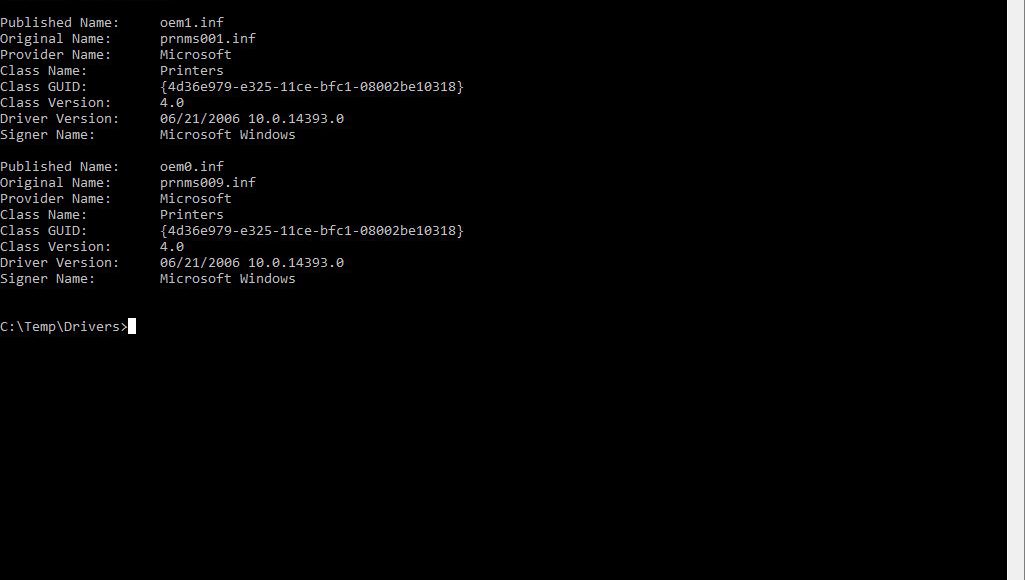 Published Name:     oem1.inf
Original Name:      prnms001.inf
Provider Name:      Microsoft
Class Name:         Printers
Class GUID:         {4d36e979-e325-11ce-bfc1-08002be10318}
Class Version:      4.0
Driver Version:     06/21/2006 10.0.14393.0
Signer Name:        Microsoft Windows

Published Name:     oem0.inf
Original Name:      prnms009.inf
Provider Name:      Microsoft
Class Name:         Printers
Class GUID:         {4d36e979-e325-11ce-bfc1-08002be10318}
Class Version:      4.0
Driver Version:     06/21/2006 10.0.14393.0
Signer Name:        Microsoft Windows

C:\Temp\Drivers>